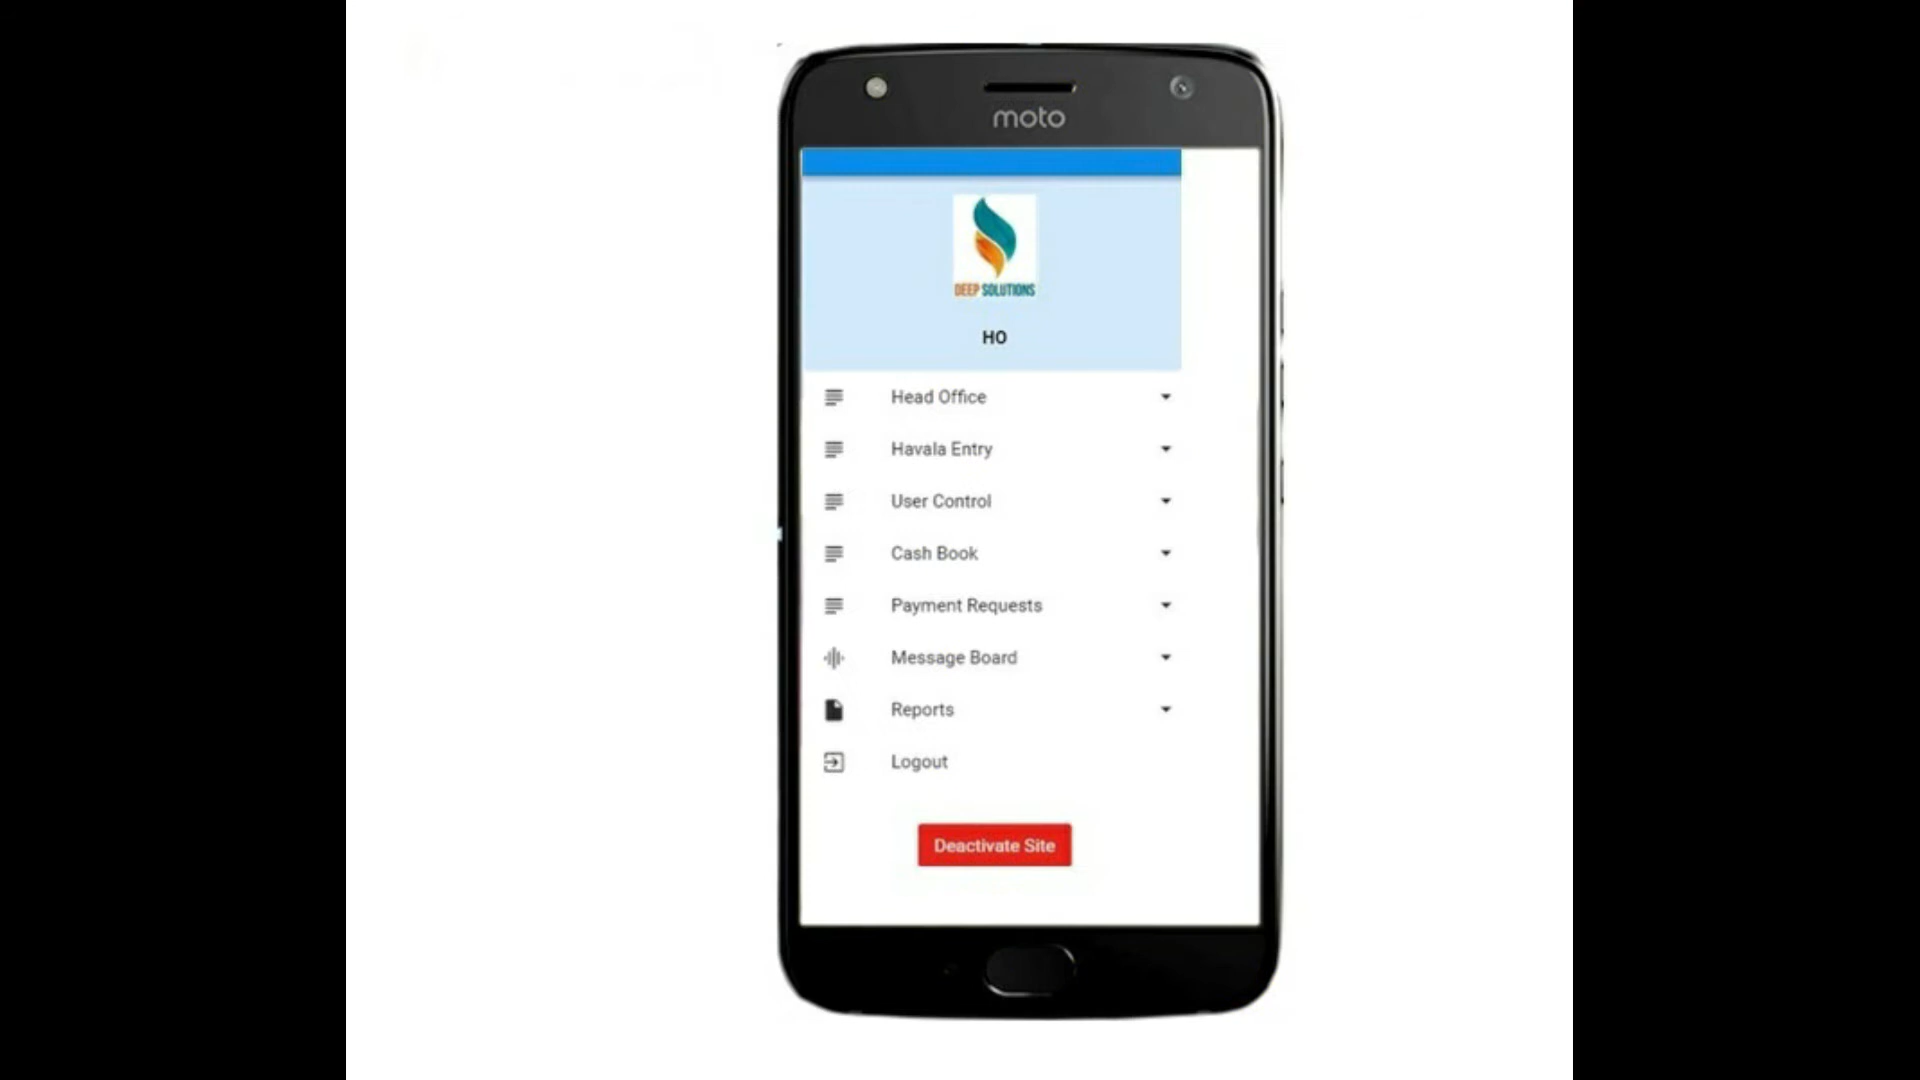 moto
DEEP SOLUTIONS
HO
Head Office
Havala Entry
User Control
Cash Book
Payment Requests
Message Board
Reports
Logout
Deactivate Site